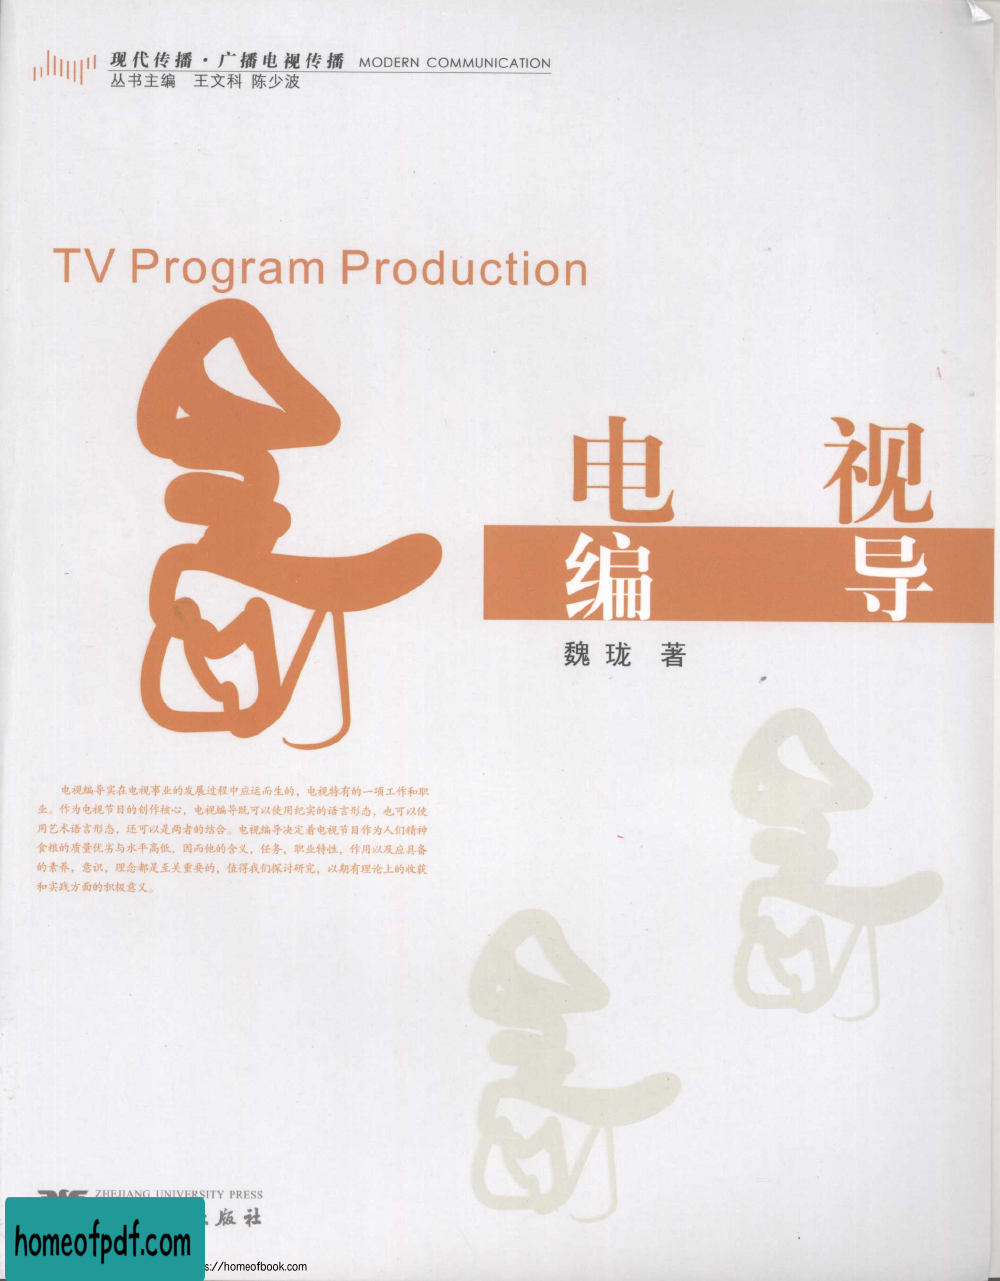 现代传播·广播电视传播 MODERN COMMUNICATION
丛书主编 王文科 陈少波
TV Program Production
电视
编导
魏珑 著
电视编导实在电视事业的发展过程中应运而生的，电视特有的一项工作和职
业。作为电视节目的创作核心，电视编导既可以使用纪实的语言形态，也可以使
用艺术语言形态，还可以是两者的结合。电视编导决定着电视节目作为人们精神
食粮的质量优劣与水平高低，因而他的含义，任务，职业特性，作用以及应具备
的素养，意识，理念都是至关重要的，值得我们探讨研究，以期有理论上的收获
和实践方面的积极意义。
ZHEJIANG UNIVERSITY PRESS
版社
homeofpdf.com
s://homeofbook.com